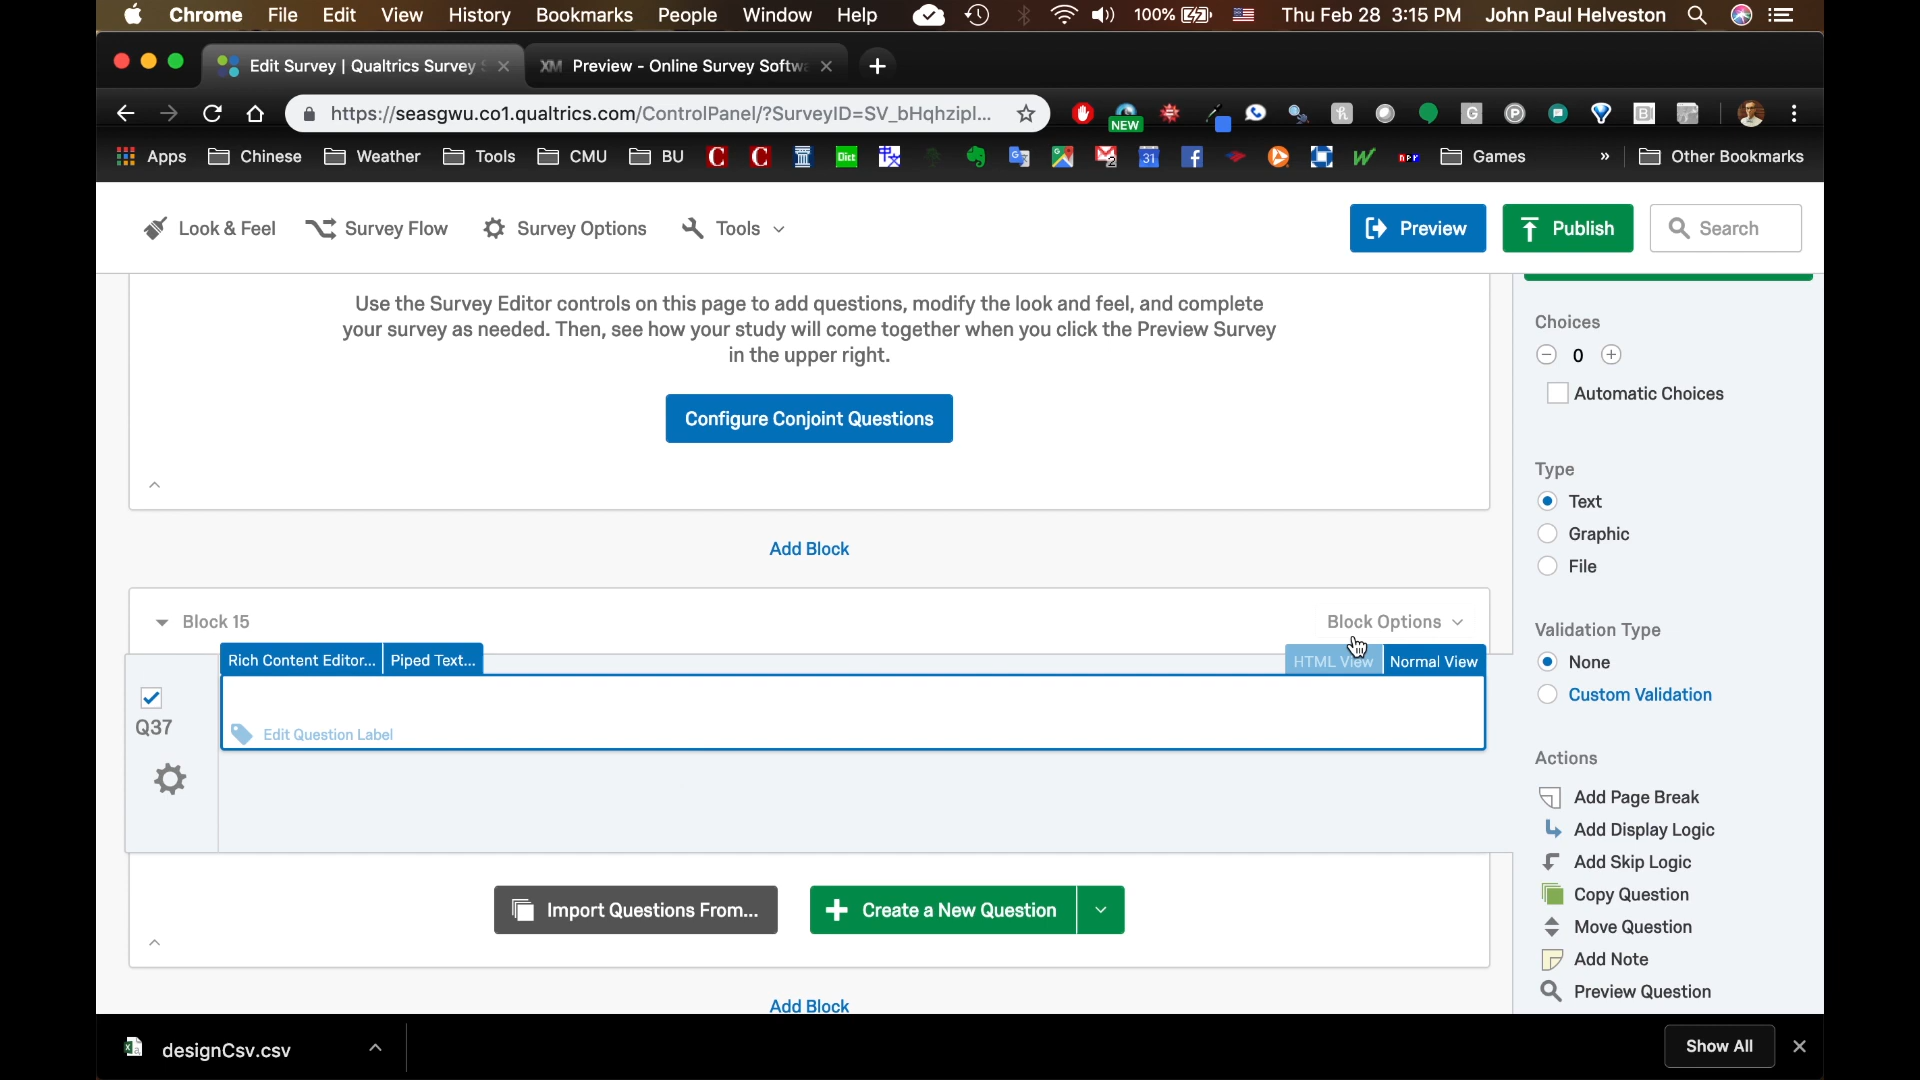 Chrome File Edit View History Bookmarks People Window Help 100% Thu Feb 28 3:15 PM John Paul Helveston
Edit Survey | Qualtrics Survey Preview - Online Survey Softw
https://seasgwu.co1.qualtrics.com/ControlPanel/?SurveyID=SV_bHqhzipl... NEW
Apps Chinese Weather Tools CMU BU C C Dict 31 npr Games » Other Bookmarks
Look & Feel Survey Flow Survey Options Tools Preview Publish Search
Use the Survey Editor controls on this page to add questions, modify the look and feel, and complete
your survey as needed. Then, see how your study will come together when you click the Preview Survey
in the upper right.
Configure Conjoint Questions
Add Block
Block 15 Block Options
Rich Content Editor... Piped Text... HTML View Normal View
Q37
Edit Question Label
Import Questions From... Create a New Question
Add Block
Choices
0
Automatic Choices
Type
Text
Graphic
File
Validation Type
None
Custom Validation
Actions
Add Page Break
Add Display Logic
Add Skip Logic
Copy Question
Move Question
Add Note
Preview Question
designCsv.csv Show All